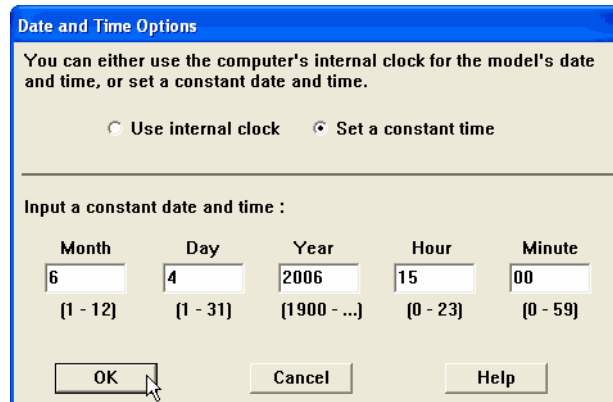 Date and Time Options
You can either use the computer's internal clock for the model's date
and time, or set a constant date and time.
Use internal clock Set a constant time
Input a constant date and time :
Month Day Year Hour Minute
6 4 2006 15 00
(1 - 12) (1 - 31) (1900 - ...) (0 - 23) (0 - 59)
OK Cancel Help